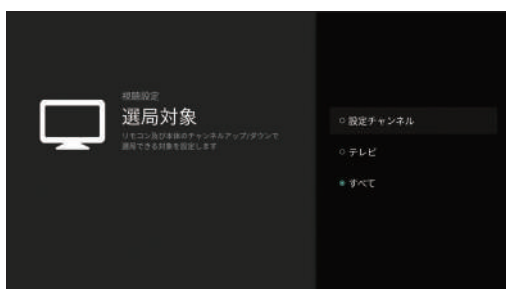 視聴設定
選局対象
リモコン及び本体のチャンネルアップ/ダウンで
選局できる対象を設定します
設定チャンネル
テレビ
すべて